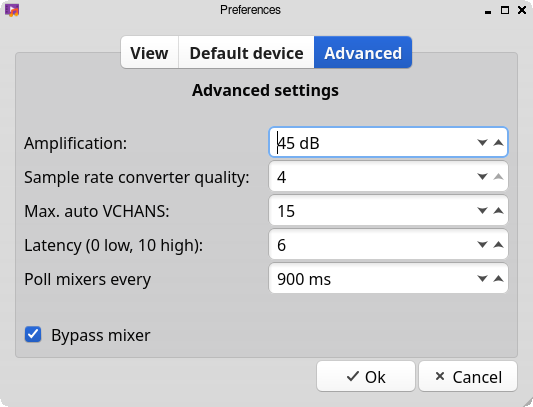 Preferences
View Default device Advanced
Advanced settings
Amplification: 45 dB
Sample rate converter quality: 4
Max. auto VCHANS: 15
Latency (0 low, 10 high): 6
Poll mixers every 900 ms
Bypass mixer
Ok Cancel